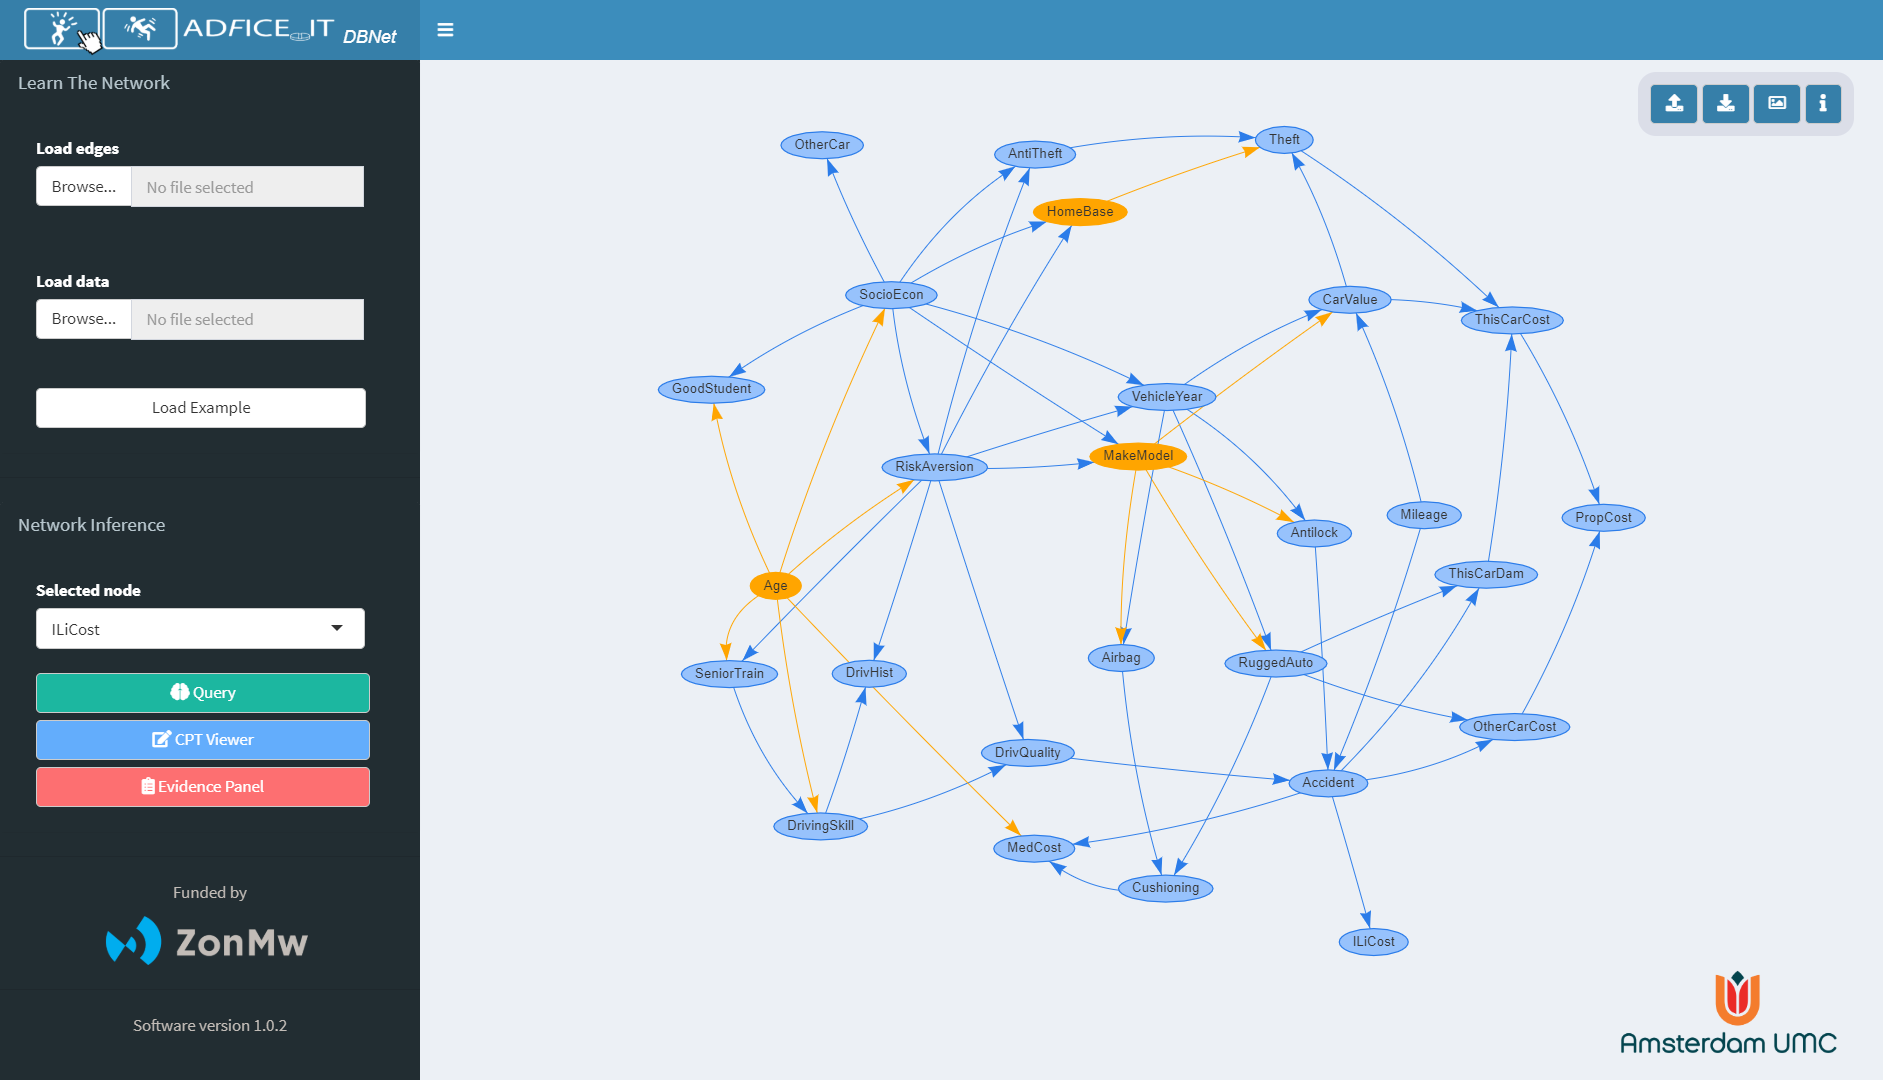 ADFICE_IT DBNet
Learn The Network
Load edges
Browse... No file selected
Load data
Browse... No file selected
Load Example
Network Inference
Selected node
ILiCost
Query
CPT Viewer
Evidence Panel
Funded by
ZonMw
Software version 1.0.2
OtherCar
AntiTheft
Theft
HomeBase
SocioEcon
CarValue
ThisCarCost
GoodStudent
VehicleYear
MakeModel
RiskAversion
Mileage
PropCost
Antilock
ThisCarDam
Age
Airbag
RuggedAuto
SeniorTrain
DrivHist
OtherCarCost
DrivQuality
Accident
DrivingSkill
MedCost
Cushioning
ILiCost
Amsterdam UMC